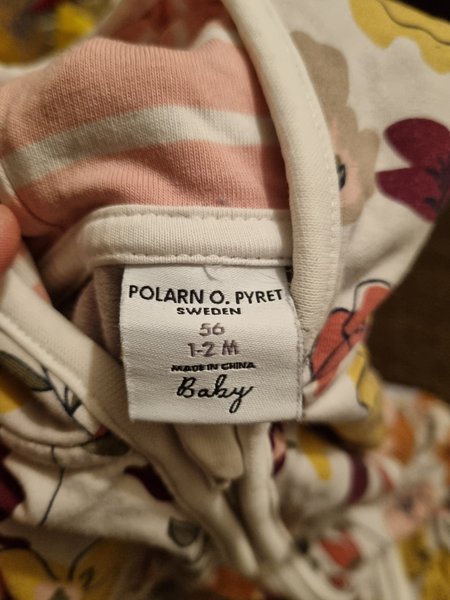 POLARN O. PYRET
SWEDEN
56
1-2 M
MADE IN CHINA
Baby